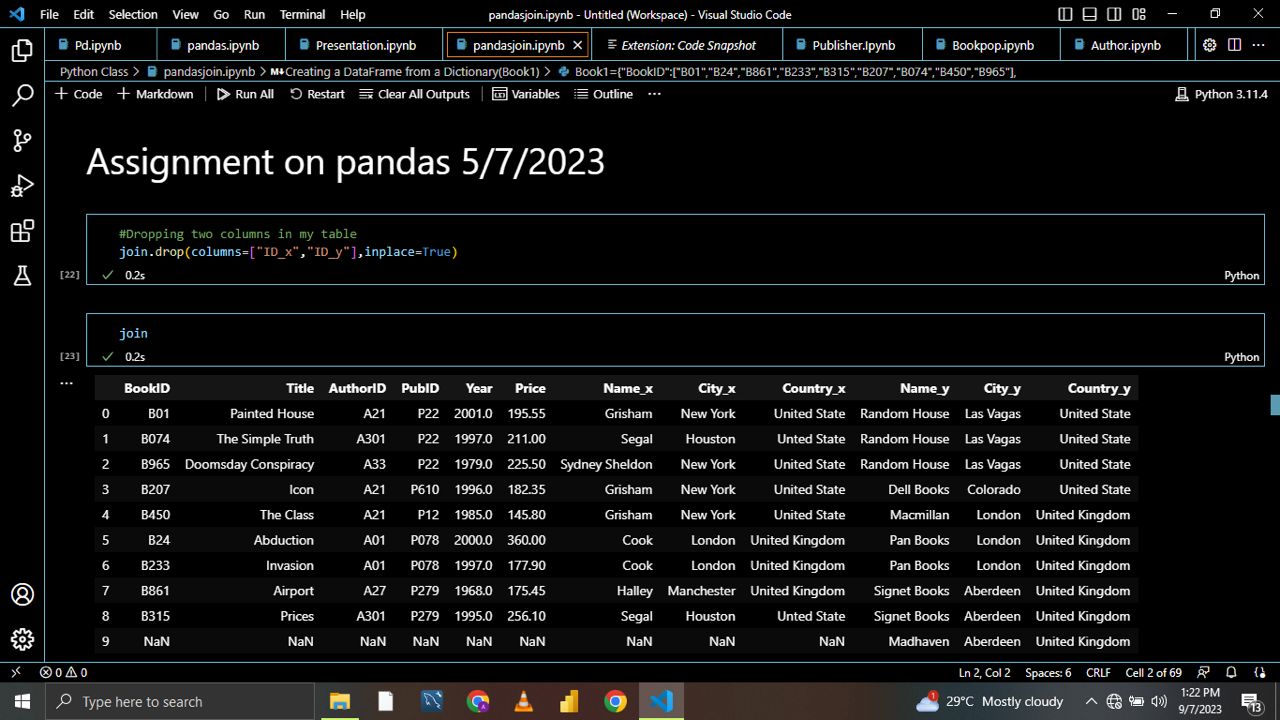 File Edit Selection View Go Run Terminal Help pandasjoin.ipynb - Untitled (Workspace) - Visual Studio Code
Pd.ipynb pandas.ipynb Presentation.ipynb pandasjoin.ipynb Extension: Code Snapshot Publisher.Ipynb Bookpop.ipynb Author.ipynb
Python Class > pandasjoin.ipynb > M↓Creating a DataFrame from a Dictionary(Book1) > Book1={"BookID":["B01","B24","B861","B233","B315","B207","B074","B450","B965"],
+ Code + Markdown Run All Restart Clear All Outputs Variables Outline ... Python 3.11.4
Assignment on pandas 5/7/2023
#Dropping two columns in my table
join.drop(columns=["ID_x","ID_y"],inplace=True)
[22] 0.2s Python
join
[23] 0.2s Python
BookID Title AuthorID PubID Year Price Name_x City_x Country_x Name_y City_y Country_y
0 B01 Painted House A21 P22 2001.0 195.55 Grisham New York United State Random House Las Vagas United State
1 B074 The Simple Truth A301 P22 1997.0 211.00 Segal Houston Unted State Random House Las Vagas United State
2 B965 Doomsday Conspiracy A33 P22 1979.0 225.50 Sydney Sheldon New York United State Random House Las Vagas United State
3 B207 Icon A21 P610 1996.0 182.35 Grisham New York United State Dell Books Colorado United State
4 B450 The Class A21 P12 1985.0 145.80 Grisham New York United State Macmillan London United Kingdom
5 B24 Abduction A01 P078 2000.0 360.00 Cook London United Kingdom Pan Books London United Kingdom
6 B233 Invasion A01 P078 1997.0 177.90 Cook London United Kingdom Pan Books London United Kingdom
7 B861 Airport A27 P279 1968.0 175.45 Halley Manchester United Kingdom Signet Books Aberdeen United Kingdom
8 B315 Prices A301 P279 1995.0 256.10 Segal Houston Unted State Signet Books Aberdeen United Kingdom
9 NaN NaN NaN NaN NaN NaN NaN NaN NaN Madhaven Aberdeen United Kingdom
0 0 Ln 2, Col 2 Spaces: 6 CRLF Cell 2 of 69
Type here to search 1 29°C Mostly cloudy 1:22 PM
9/7/2023 13